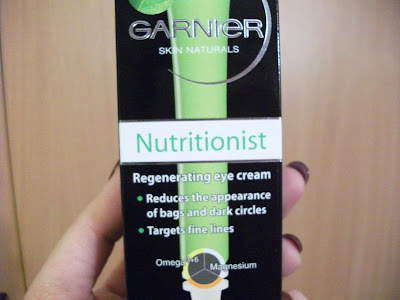 GARNIER
SKIN NATURALS
Nutritionist
Regenerating eye cream
• Reduces the appearance
of bags and dark circles
• Targets fine lines
Magnesium